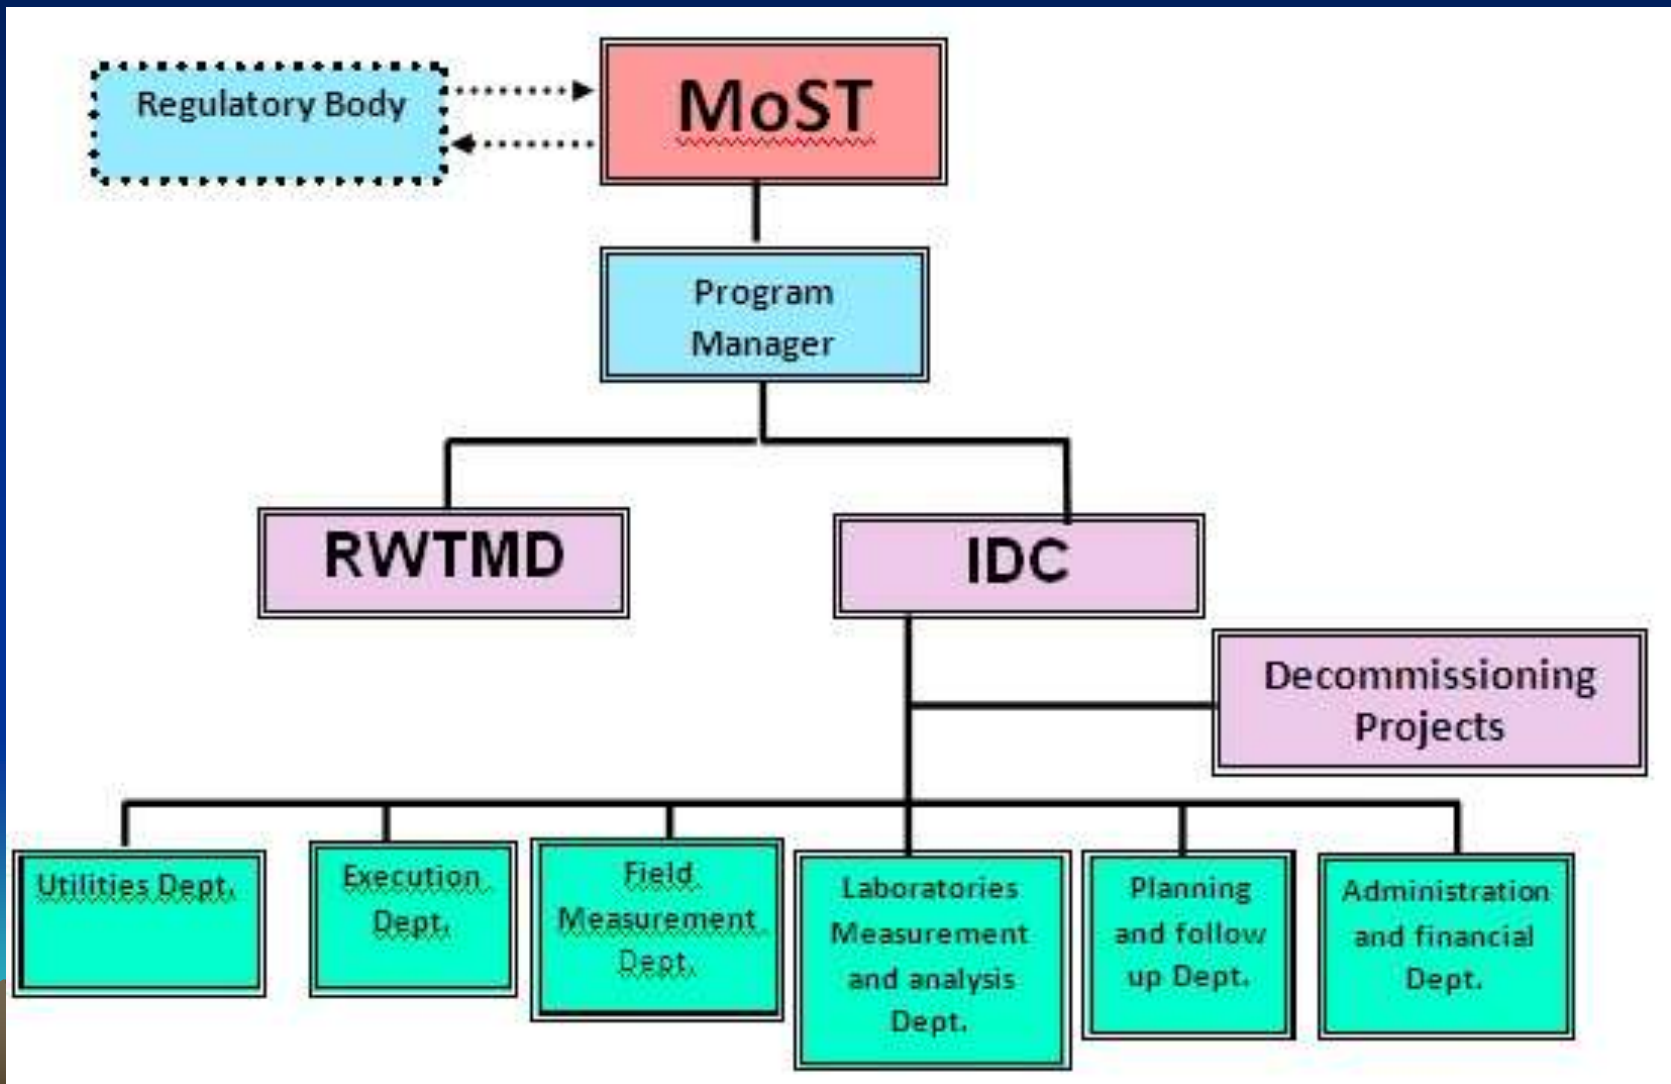 Regulatory Body
MoST
Program
Manager
RWTMD
IDC
Decommissioning
Projects
Utilities Dept.
Execution
Dept.
Field
Measurement
Dept.
Laboratories
Measurement
and analysis
Dept.
Planning
and follow
up Dept.
Administration
and financial
Dept.